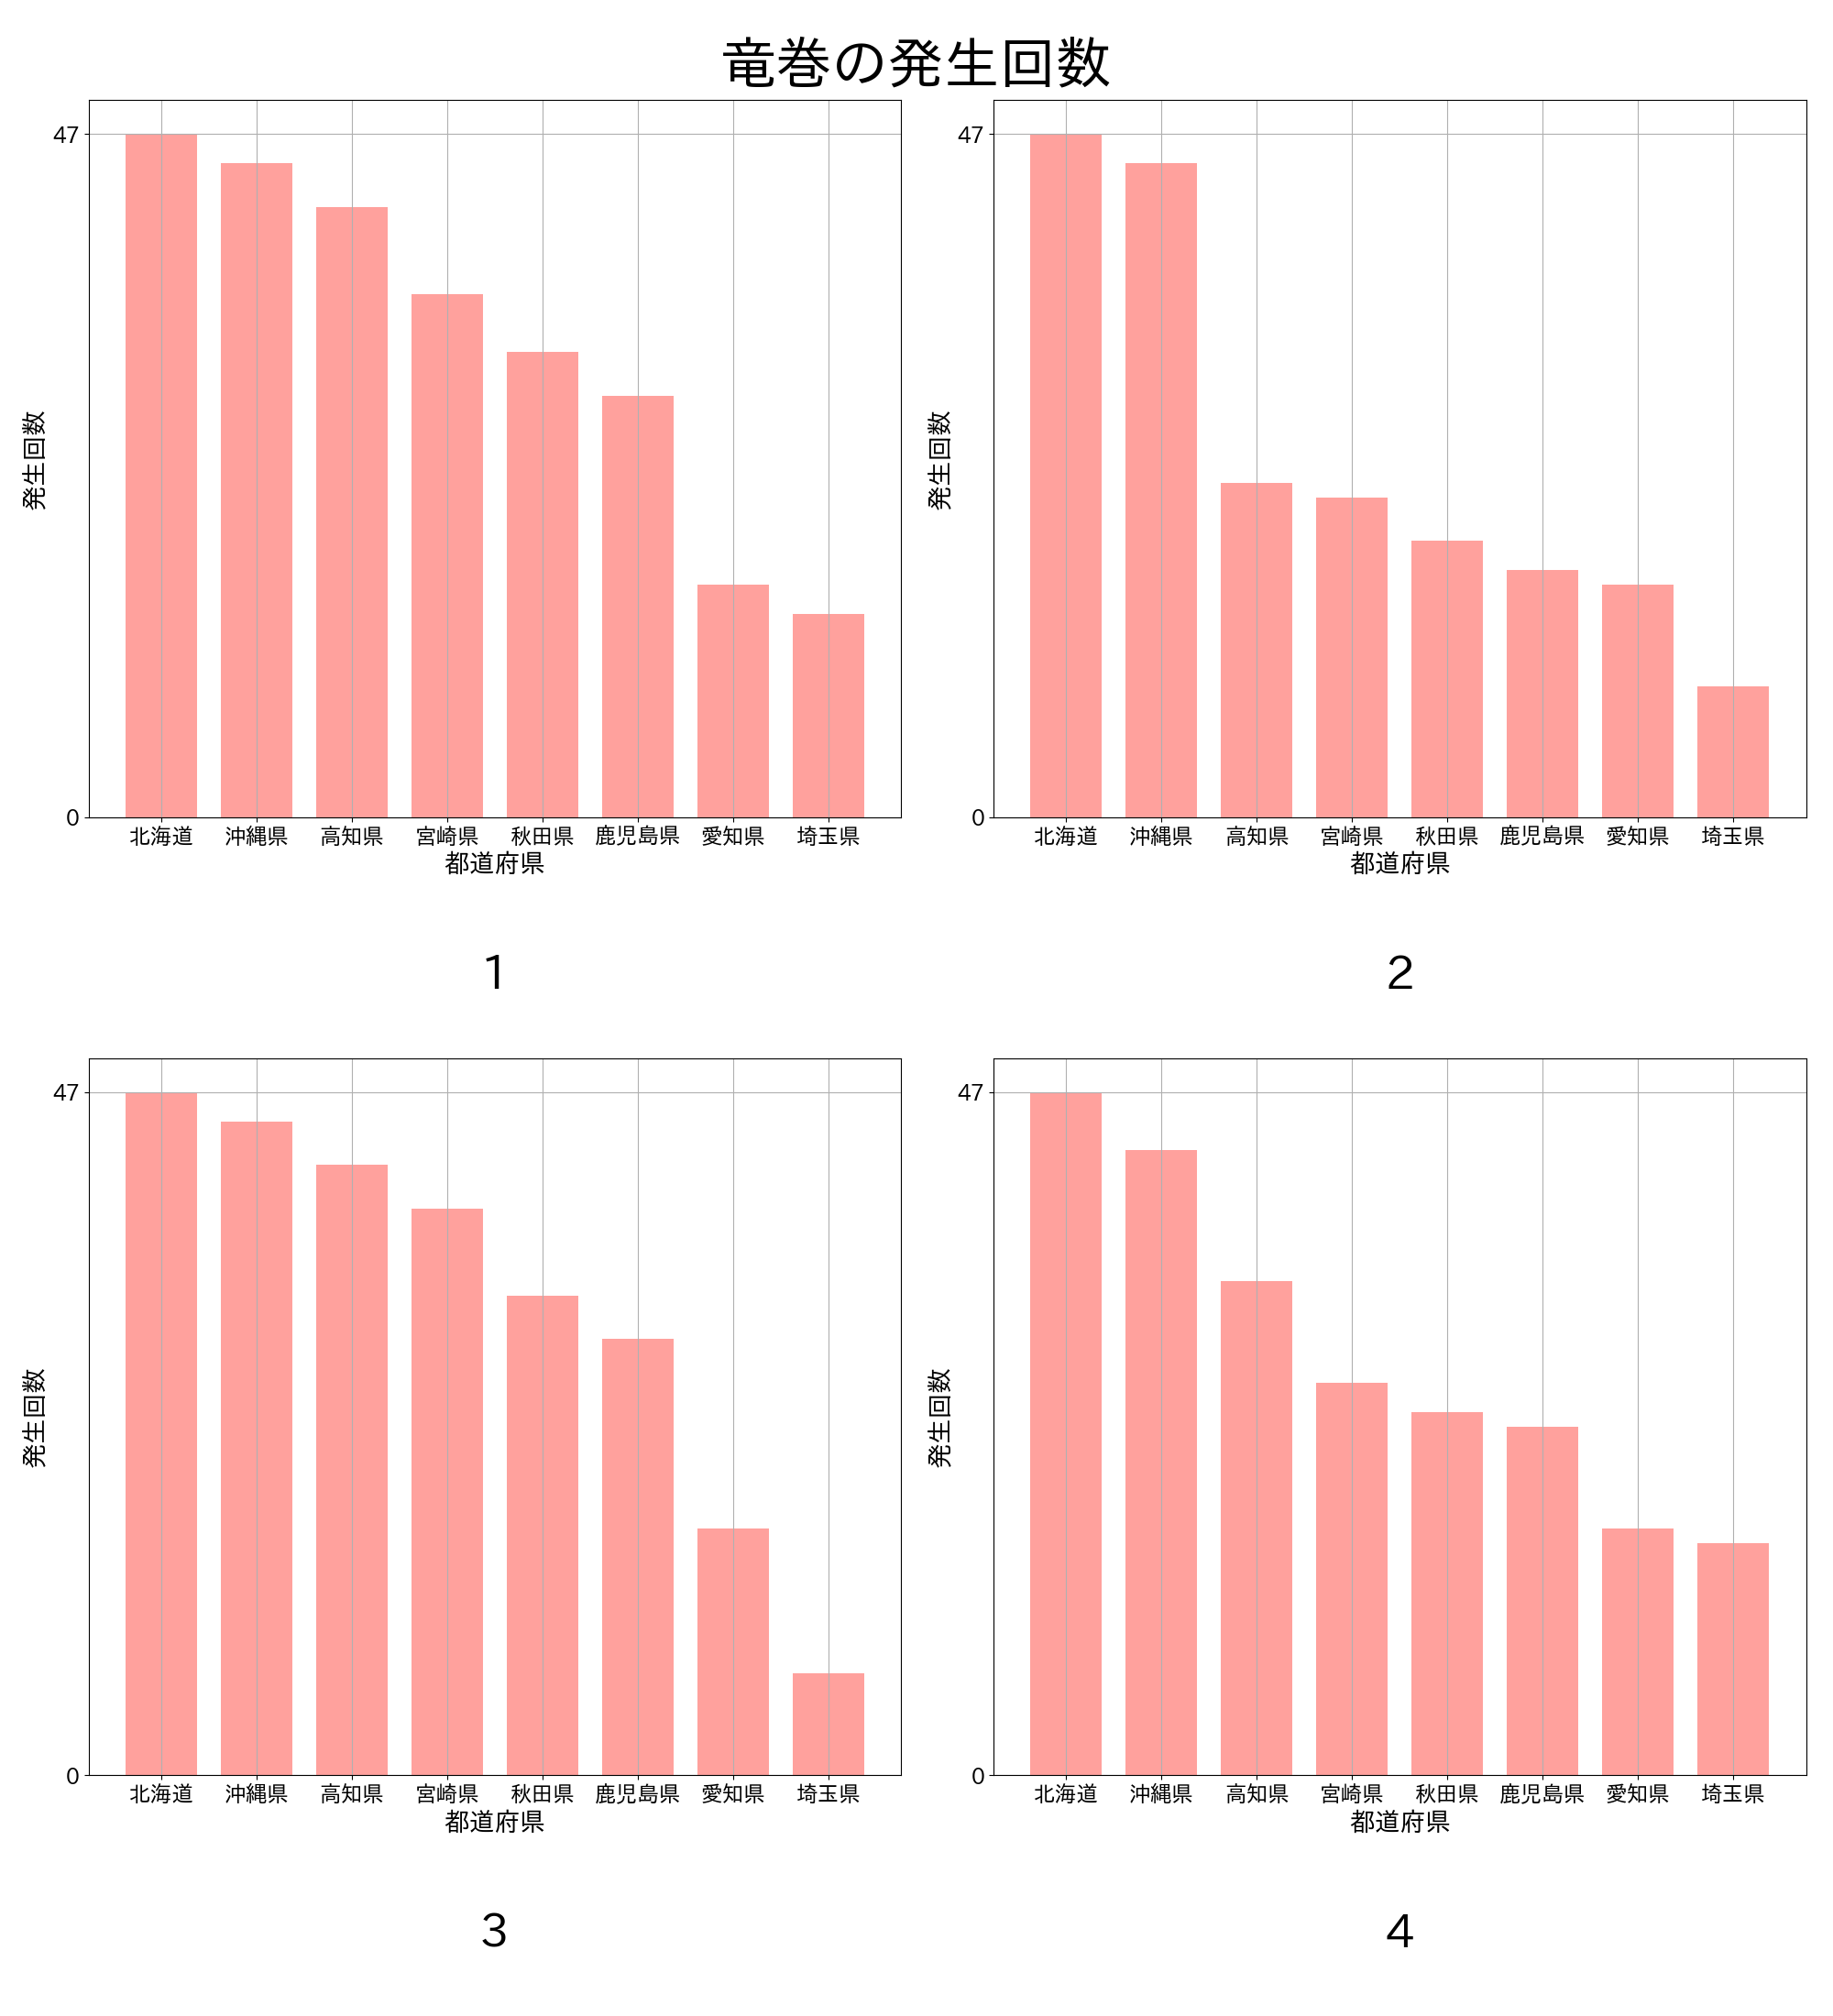 竜巻の発生回数
47
0
発生回数
北海道 沖縄県 高知県 宮崎県 秋田県 鹿児島県 愛知県 埼玉県
都道府県
1
47
0
発生回数
北海道 沖縄県 高知県 宮崎県 秋田県 鹿児島県 愛知県 埼玉県
都道府県
2
47
0
発生回数
北海道 沖縄県 高知県 宮崎県 秋田県 鹿児島県 愛知県 埼玉県
都道府県
3
47
0
発生回数
北海道 沖縄県 高知県 宮崎県 秋田県 鹿児島県 愛知県 埼玉県
都道府県
4